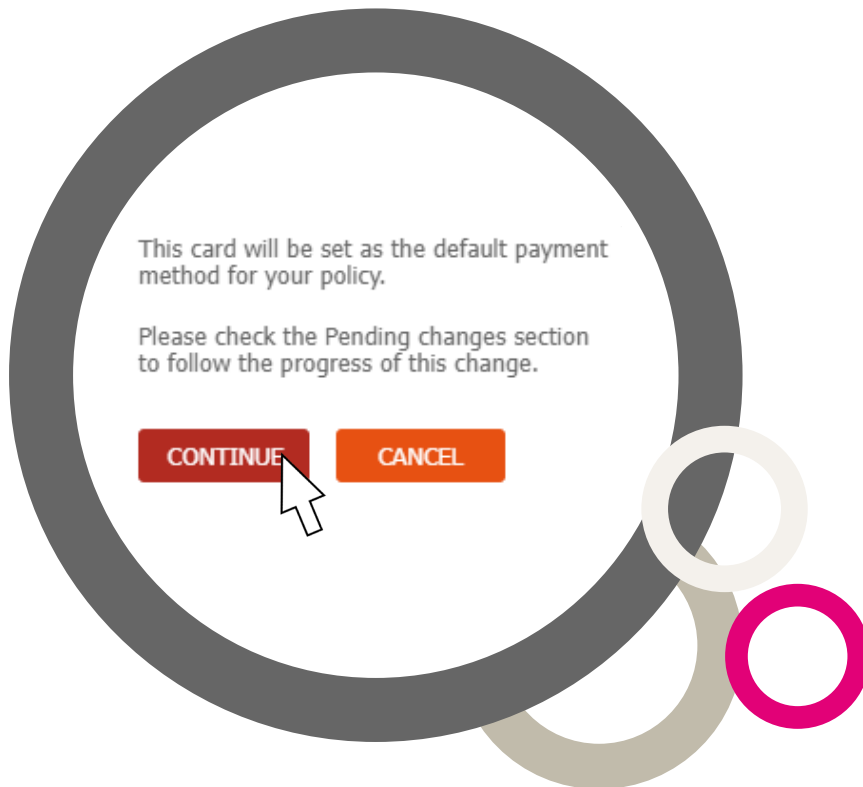 This card will be set as the default payment
method for your policy.
Please check the Pending changes section
to follow the progress of this change.
CONTINUE
CANCEL